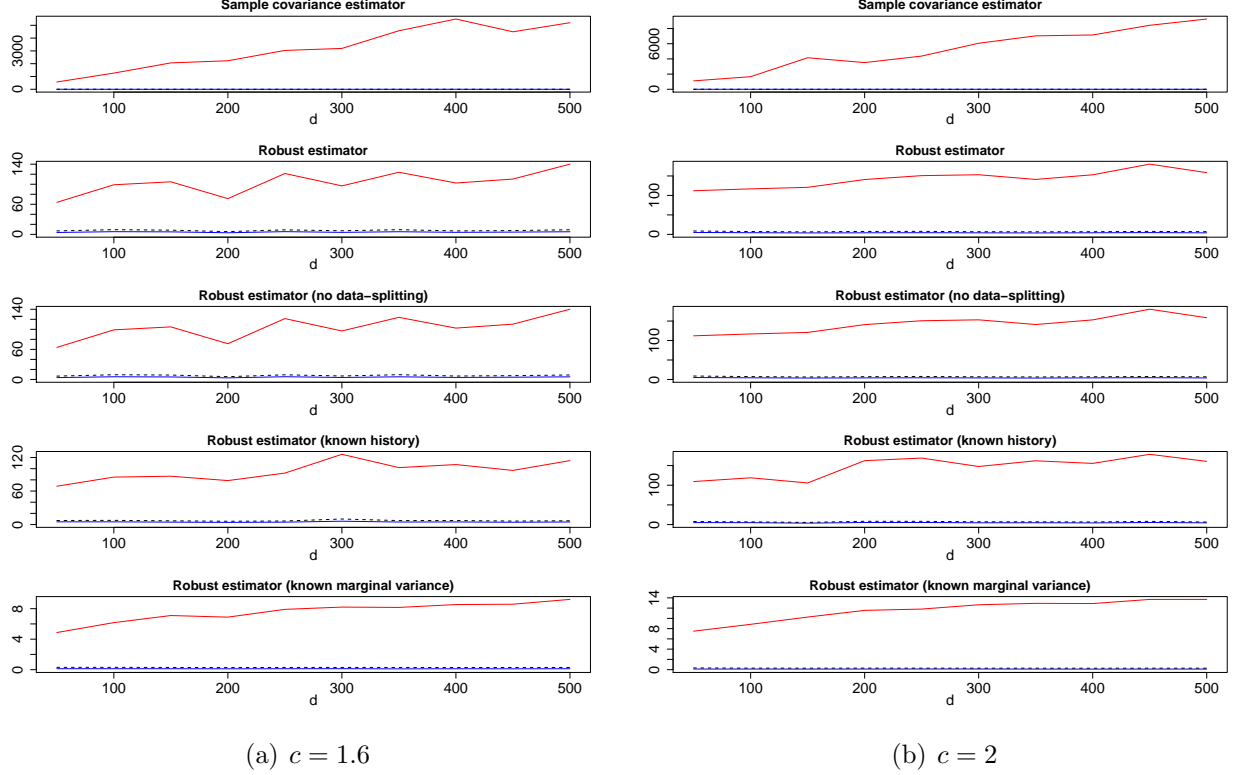 Sample covariance estimator
3000
0
100 200 300 400 500
d
Robust estimator
140
60
0
100 200 300 400 500
d
Robust estimator (no data−splitting)
140
60
0
100 200 300 400 500
d
Robust estimator (known history)
120
60
0
100 200 300 400 500
d
Robust estimator (known marginal variance)
8
4
0
100 200 300 400 500
d
(a) c = 1.6
Sample covariance estimator
6000
0
100 200 300 400 500
d
Robust estimator
100
0
100 200 300 400 500
d
Robust estimator (no data−splitting)
100
0
100 200 300 400 500
d
Robust estimator (known history)
100
0
100 200 300 400 500
d
Robust estimator (known marginal variance)
14
8
4
0
100 200 300 400 500
d
(b) c = 2